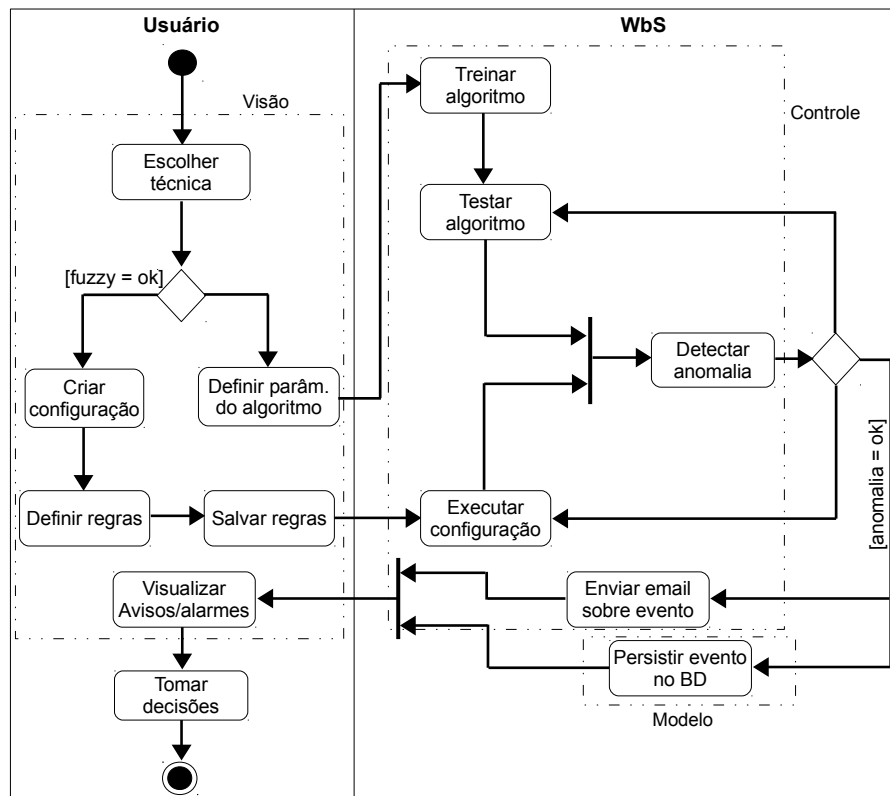 Usuário
WbS
Visão
Controle
Treinar
algoritmo
Escolher
técnica
Testar
algoritmo
[fuzzy = ok]
Criar
configuração
Definir parâm.
do algoritmo
Detectar
anomalia
[anomalia = ok]
Definir regras
Salvar regras
Executar
configuração
Visualizar
Avisos/alarmes
Enviar email
sobre evento
Tomar
decisões
Persistir evento
no BD
Modelo